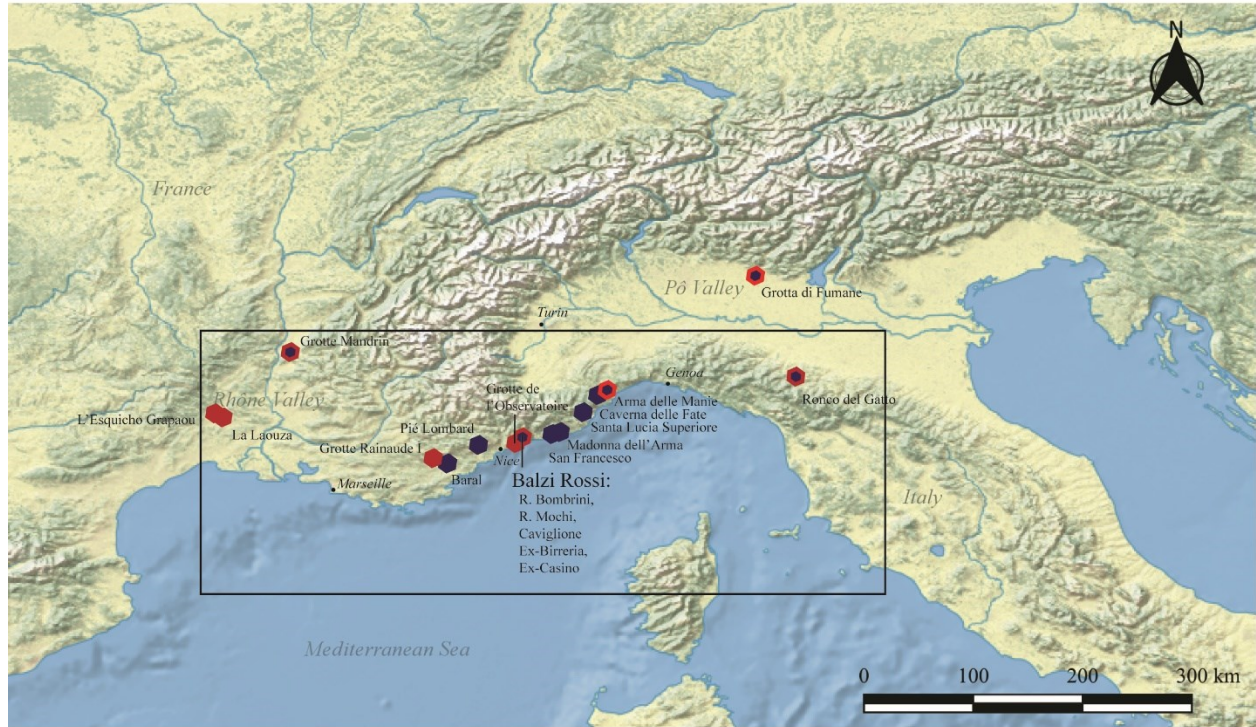 N
France
Pô Valley
Grotta di Fumane
Turin
Grotte Mandrin
Genoa
Ronco del Gatto
Grotte de
l'Observatoire
Arma delle Manie
Caverna delle Fate
Santa Lucia Superiore
Rhône Valley
L'Esquicho Grapaou
La Laouza
Pié Lombard
Grotte Rainaude I
Madonna dell'Arma
San Francesco
Nice
Baral
Marseille
Balzi Rossi:
R. Bombrini,
R. Mochi,
Caviglione
Ex-Birreria,
Ex-Casino
Italy
Mediterranean Sea
0 100 200 300 km